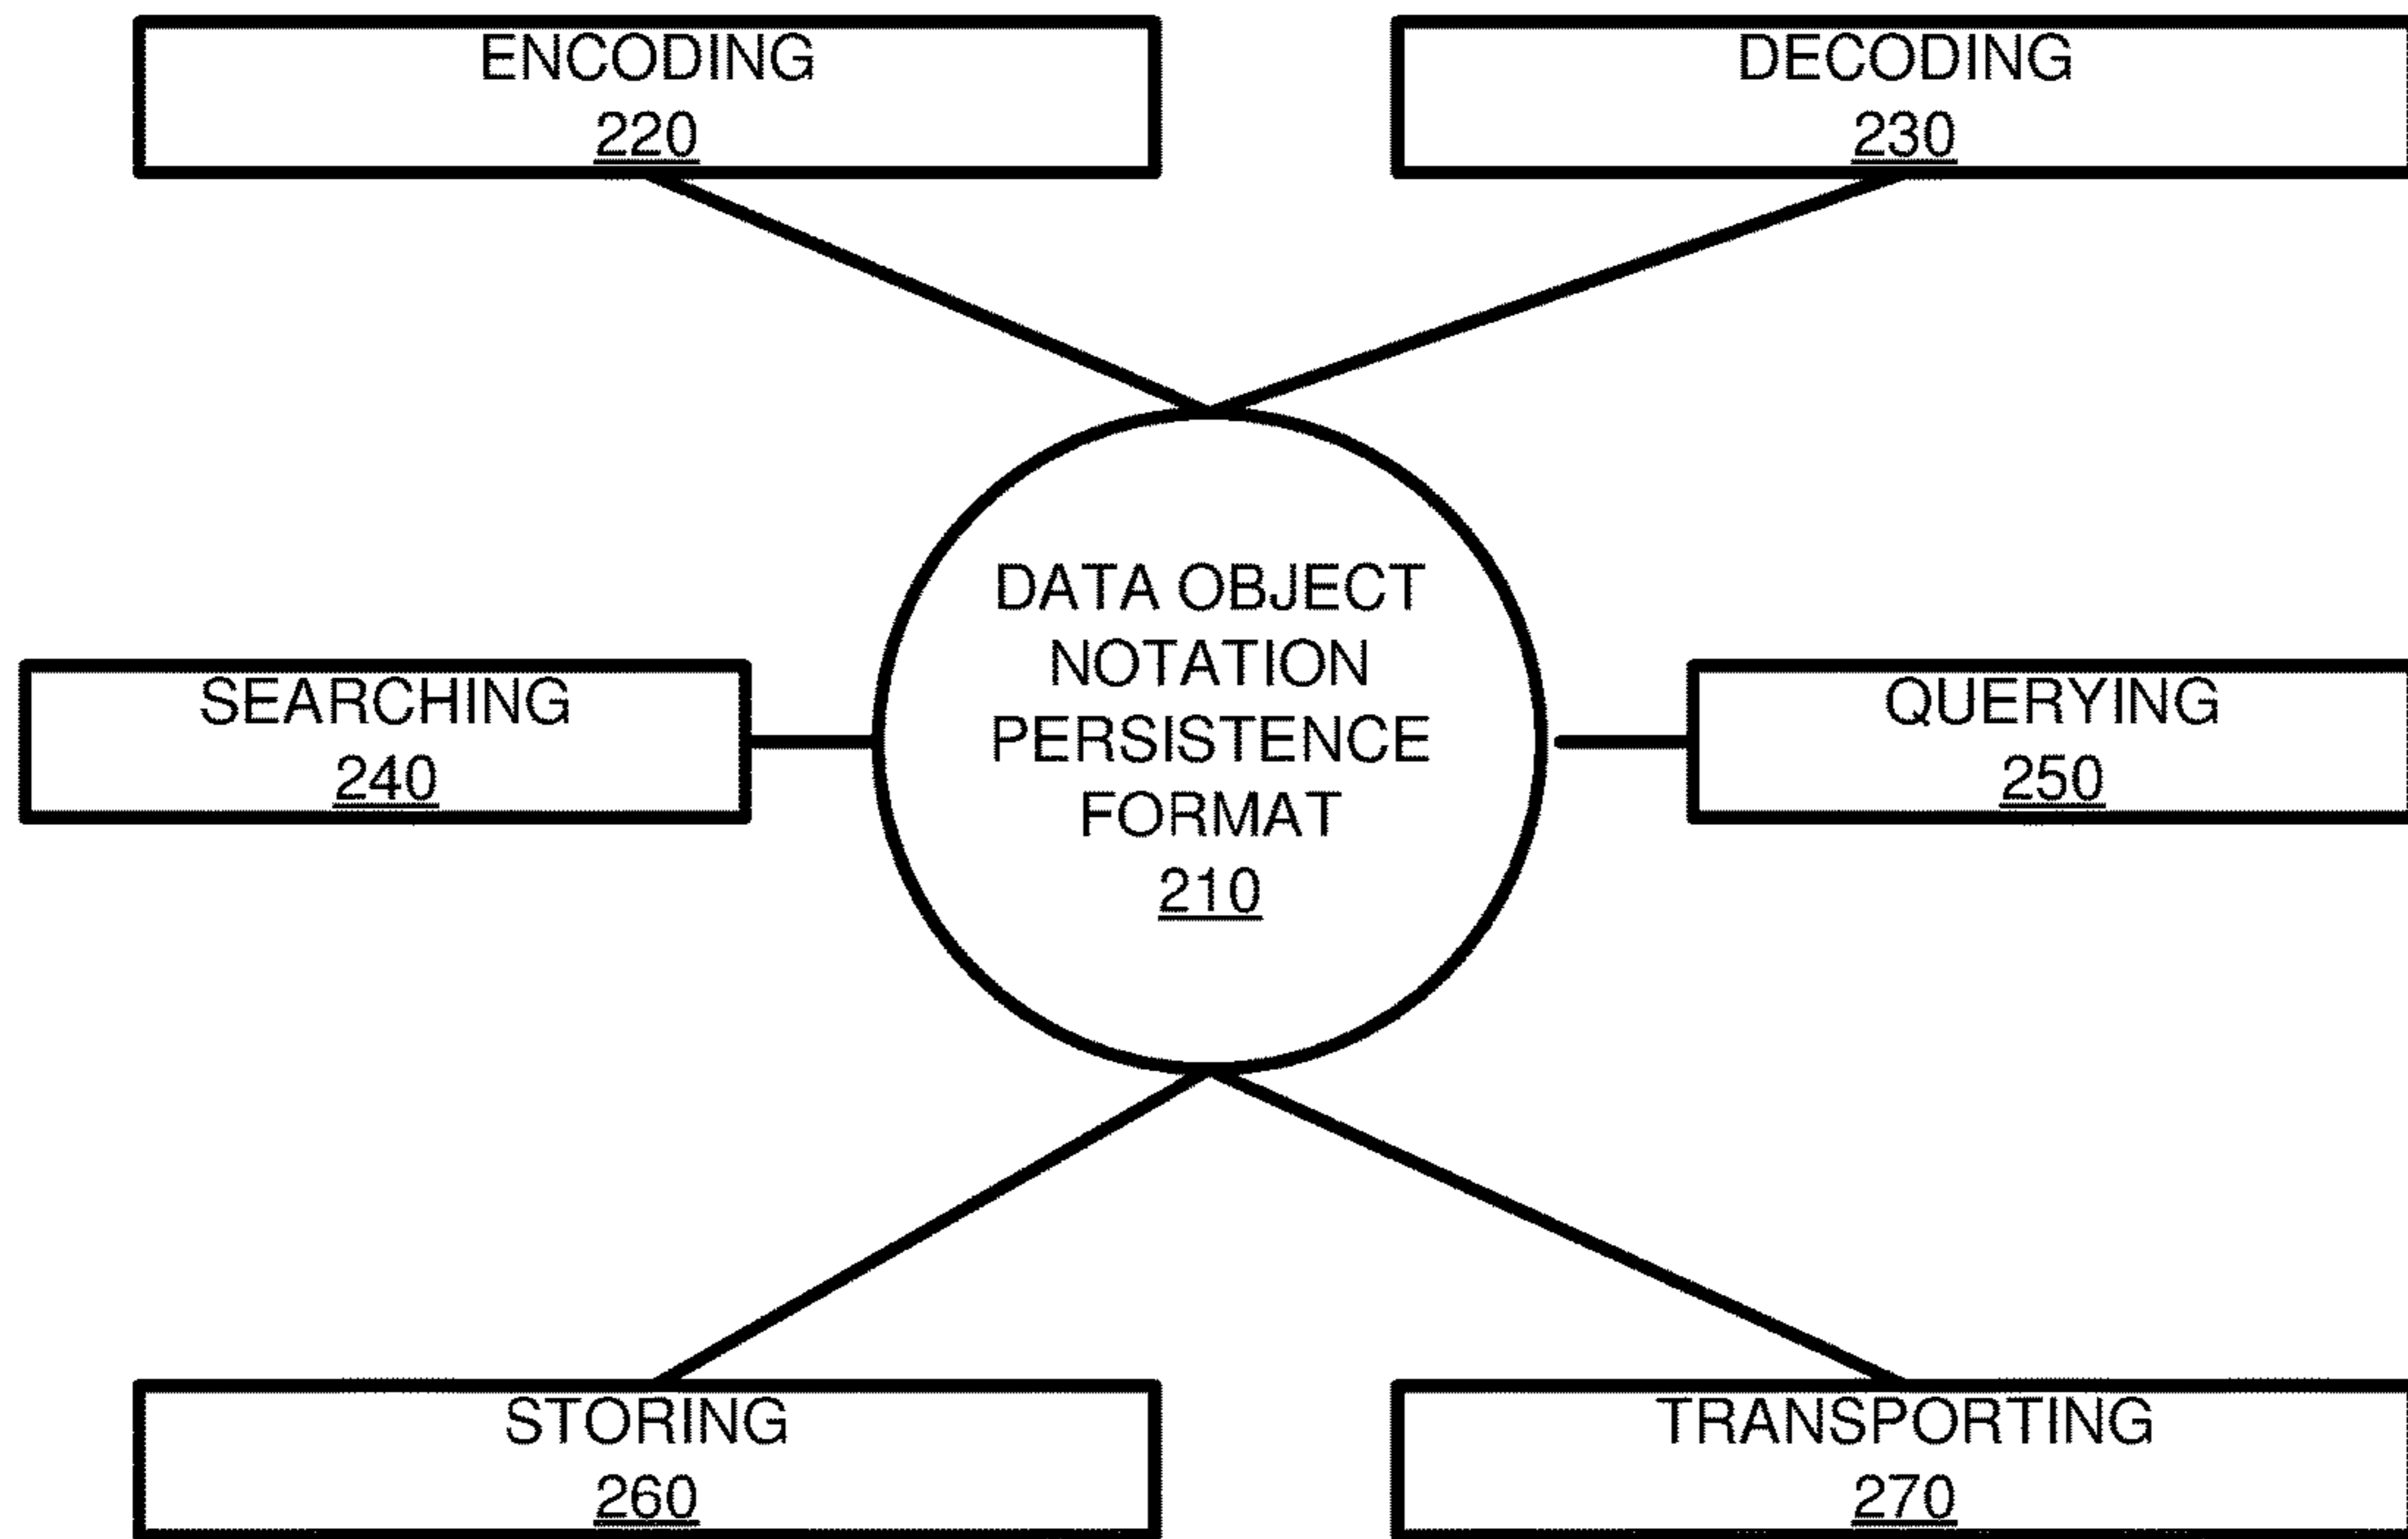 ENCODING
220
DECODING
230
DATA OBJECT
NOTATION
PERSISTENCE
FORMAT
210
SEARCHING
240
QUERYING
250
STORING
260
TRANSPORTING
270